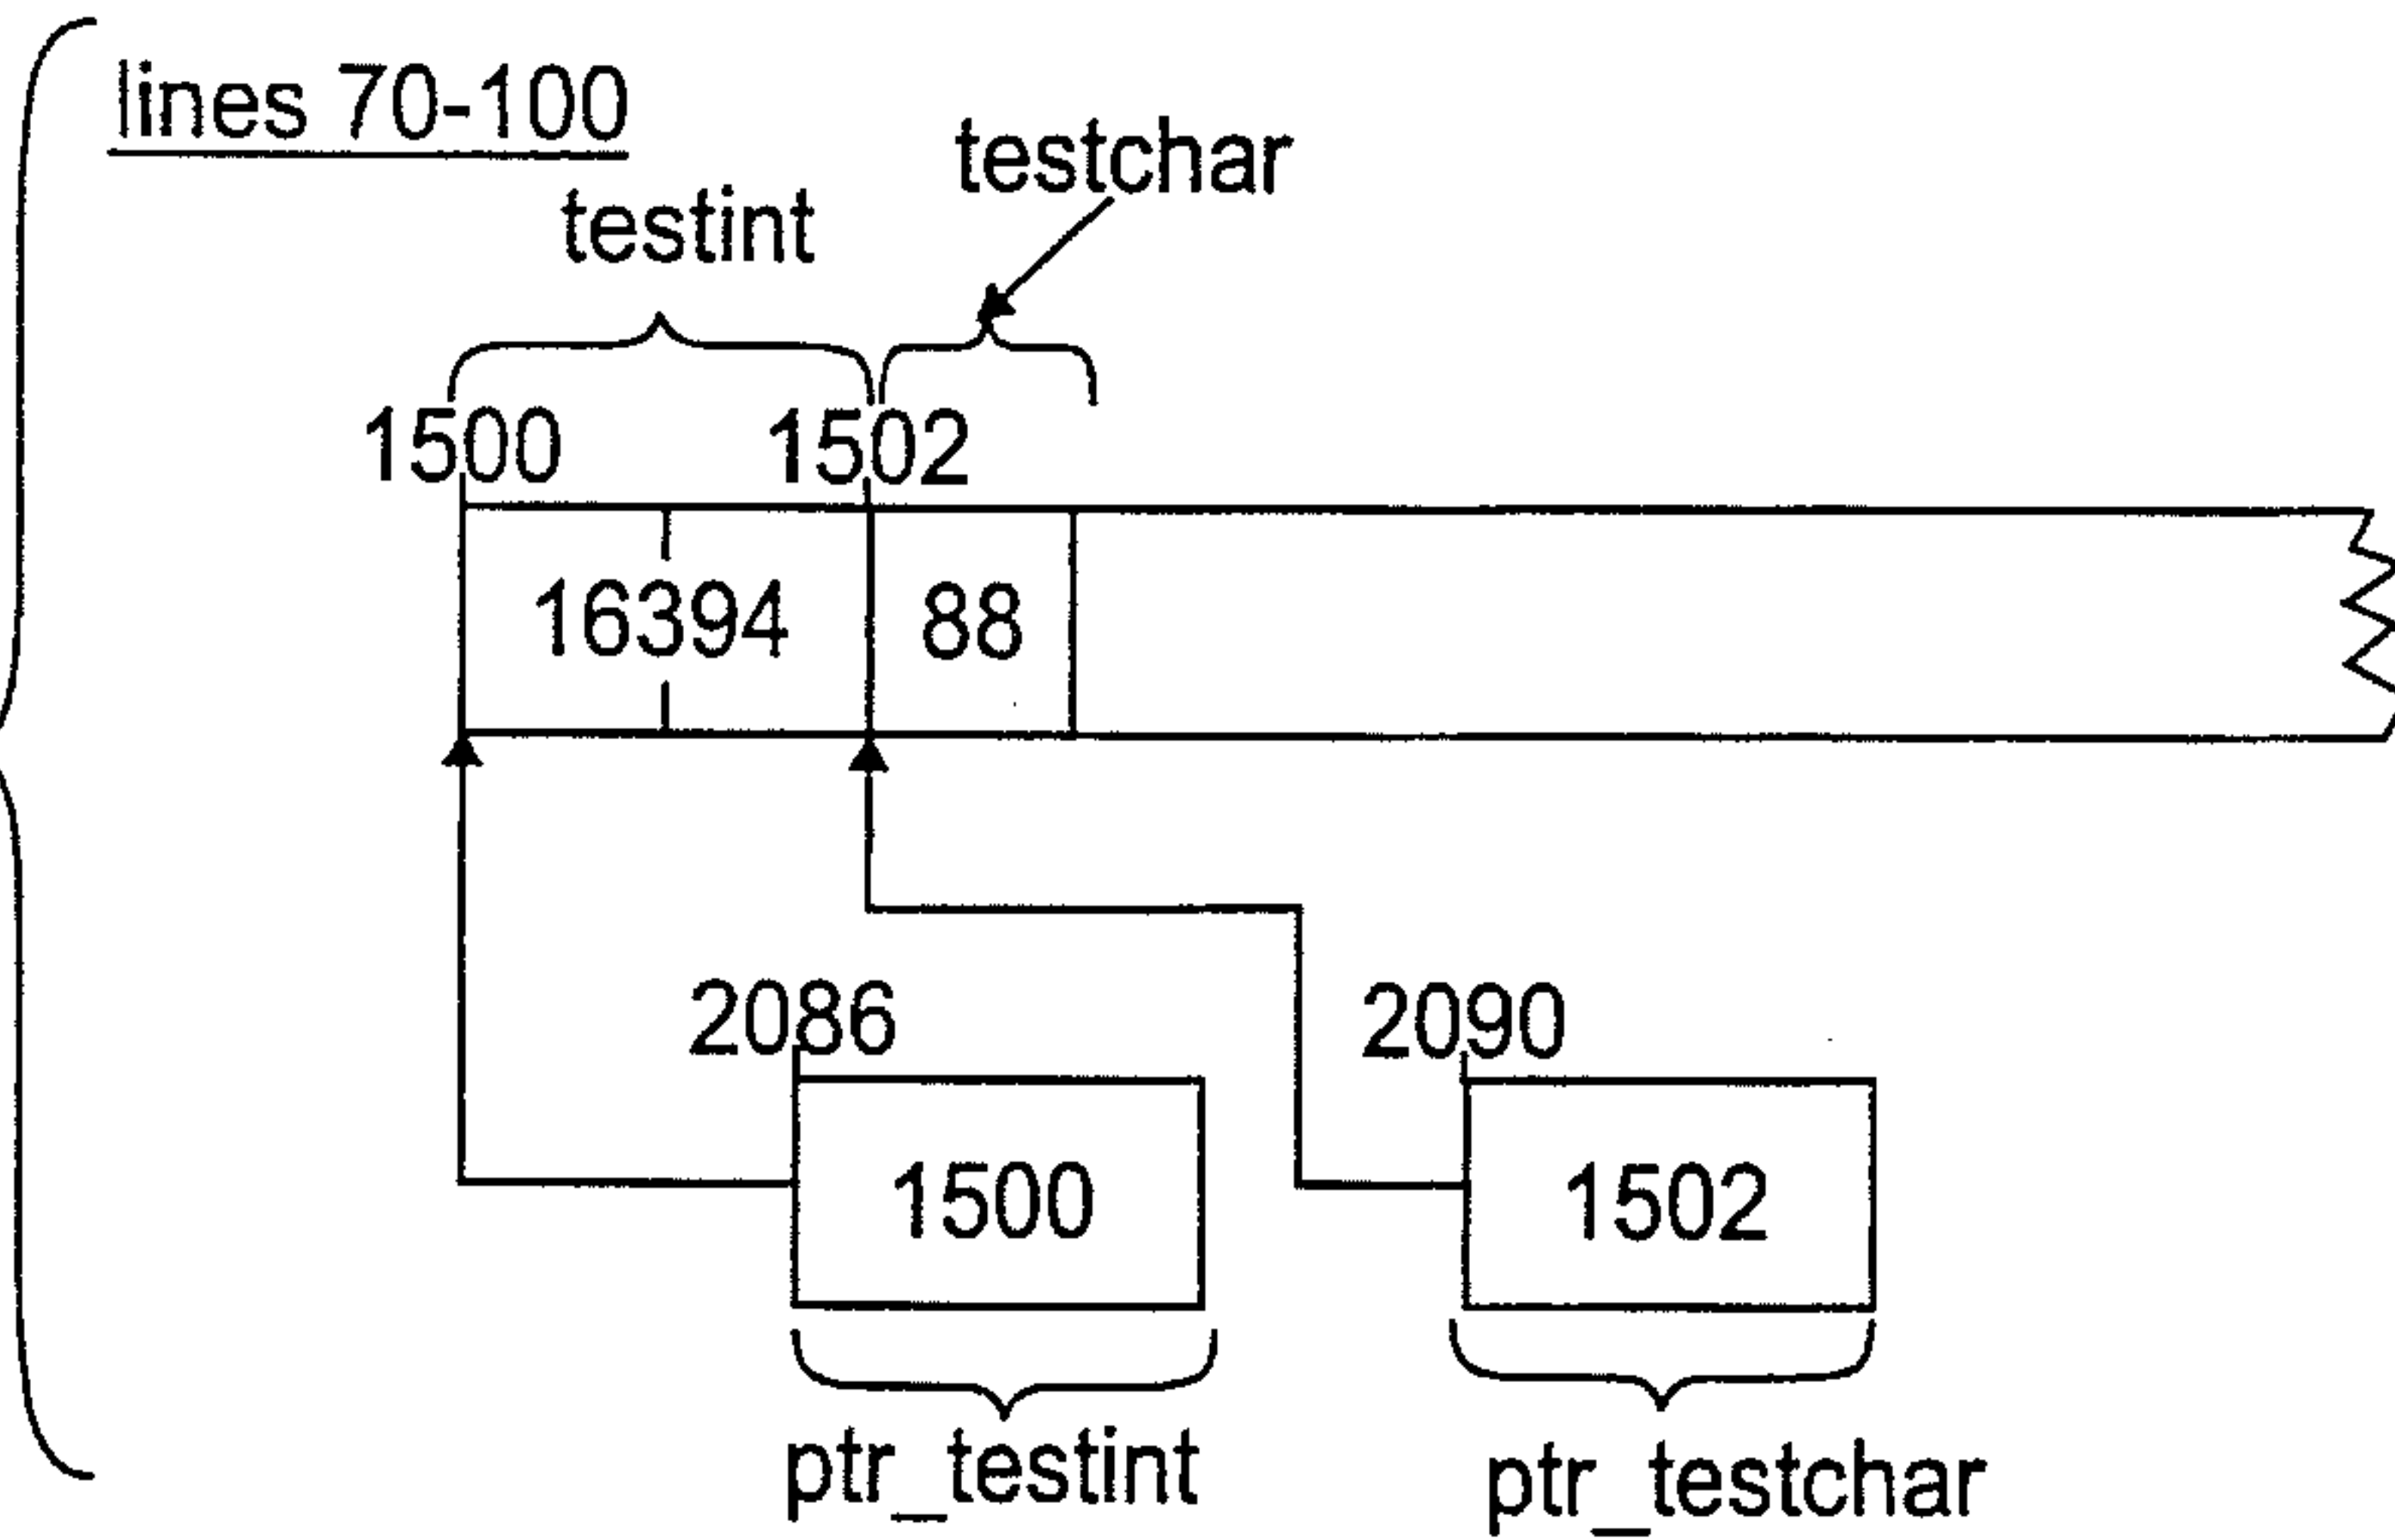 lines 70-100
testchar
testint
1500 1502
16394 88
2086 2090
1500 1502
ptr_testint ptr_testchar